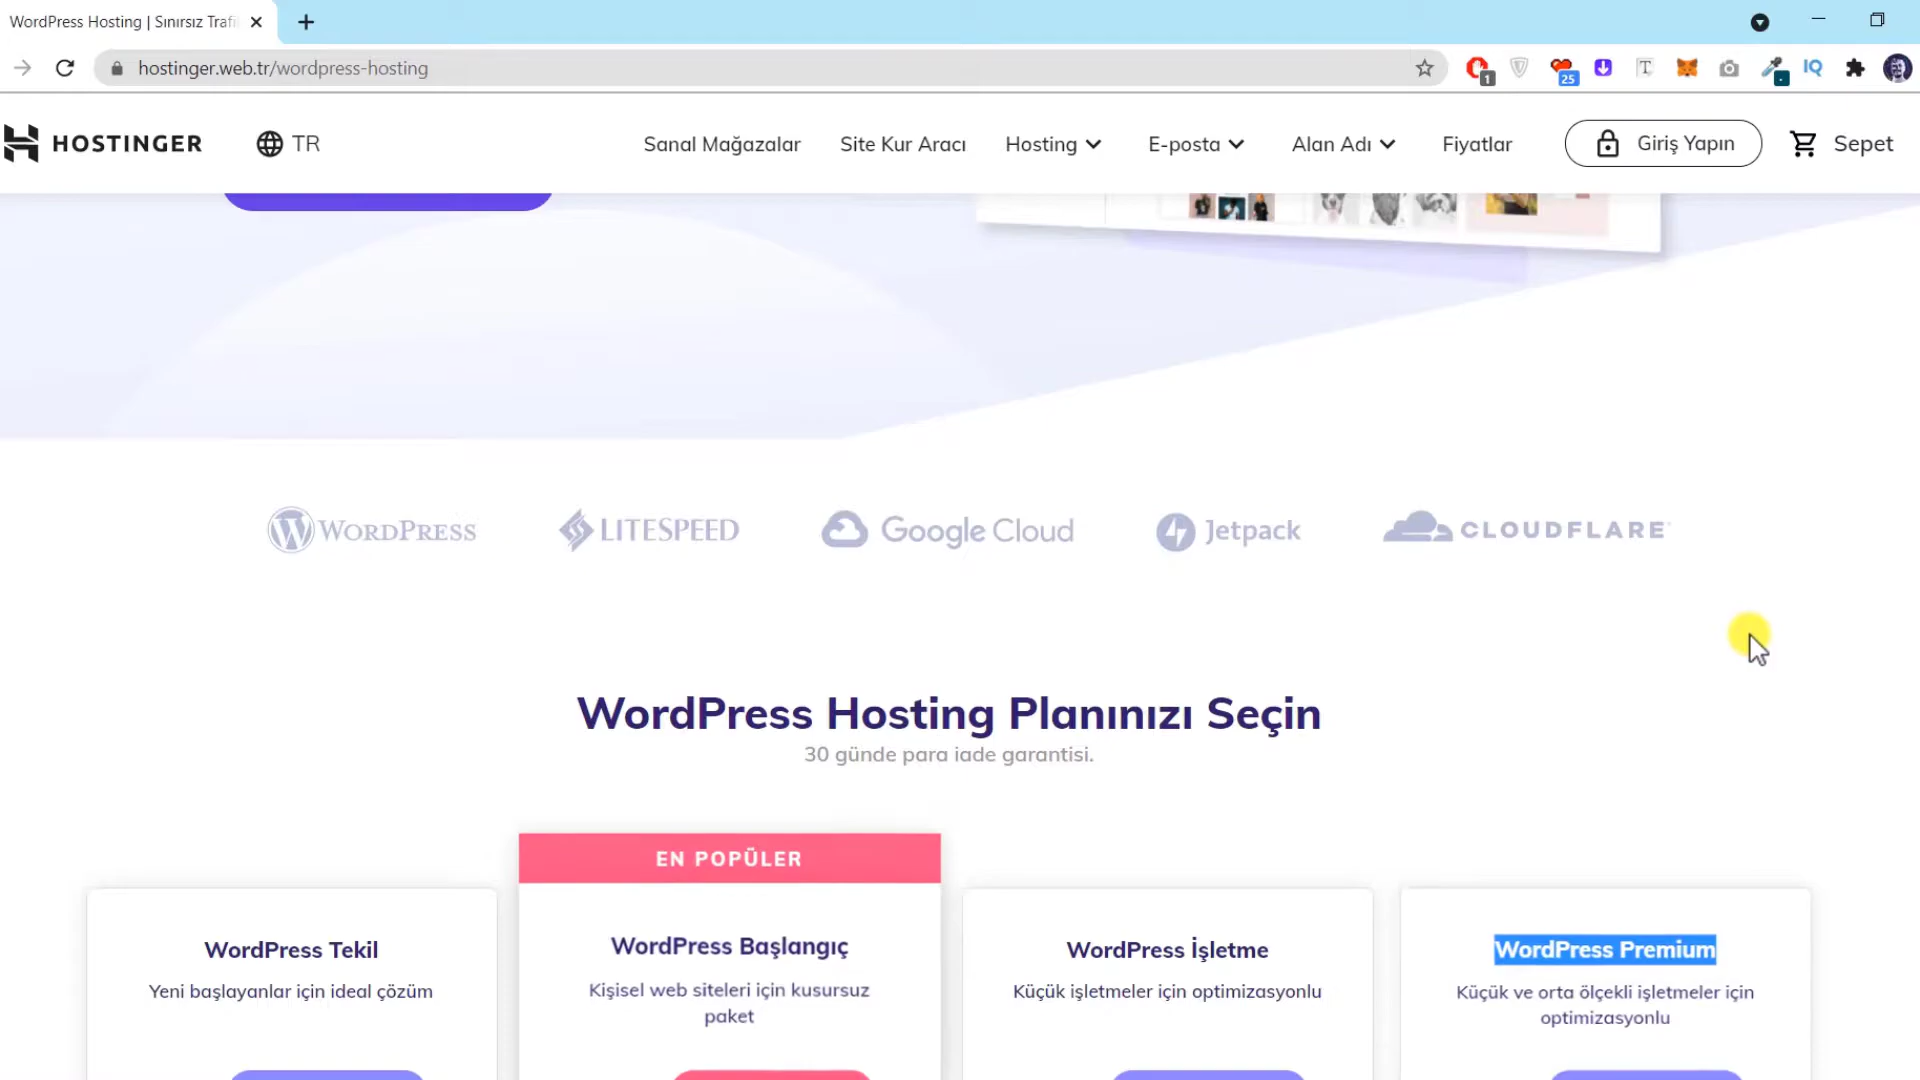 WordPress Hosting | Sınırsız Trafi
hostinger.web.tr/wordpress-hosting
1
25
T
IQ
HOSTINGER
TR
Sanal Mağazalar
Site Kur Aracı
Hosting
E-posta
Alan Adı
Fiyatlar
Giriş Yapın
Sepet
WORDPRESS
LITESPEED
Google Cloud
Jetpack
CLOUDFLARE
WordPress Hosting Planınızı Seçin
30 günde para iade garantisi.
EN POPÜLER
WordPress Tekil
Yeni başlayanlar için ideal çözüm
WordPress Başlangıç
Kişisel web siteleri için kusursuz
paket
WordPress İşletme
Küçük işletmeler için optimizasyonlu
WordPress Premium
Küçük ve orta ölçekli işletmeler için
optimizasyonlu